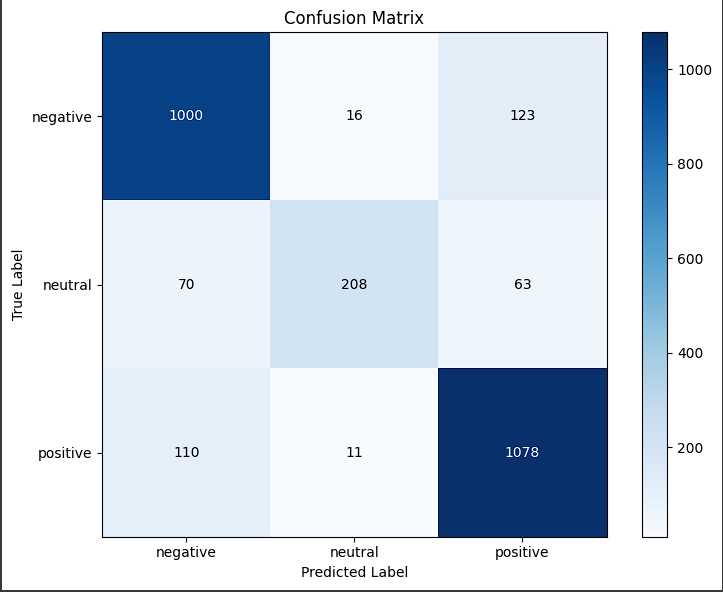 Confusion Matrix
True Label
negative
1000
16
123
neutral
70
208
63
positive
110
11
1078
negative
neutral
positive
Predicted Label
1000
800
600
400
200